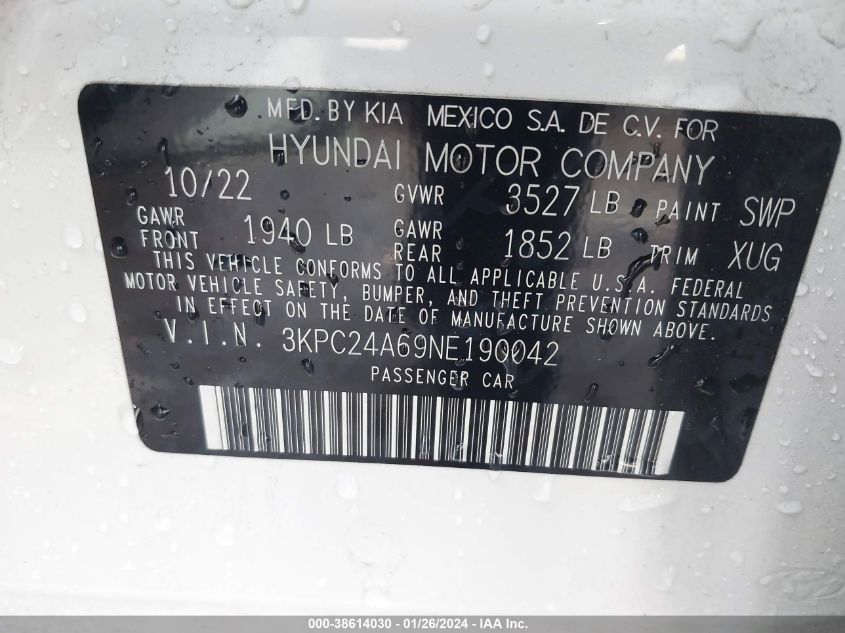 MFD. BY KIA MEXICO S.A. DE C.V. FOR
HYUNDAI MOTOR COMPANY
10/22 GVWR 3527 LB PAINT SWP
GAWR FRONT 1940 LB GAWR REAR 1852 LB TRIM XUG
THIS VEHICLE CONFORMS TO ALL APPLICABLE U.S.A. FEDERAL
MOTOR VEHICLE SAFETY, BUMPER, AND THEFT PREVENTION STANDARDS
IN EFFECT ON THE DATE OF MANUFACTURE SHOWN ABOVE.
V.I.N. 3KPC24A69NE190042
PASSENGER CAR
000-38614030 - 01/26/2024 - IAA Inc.